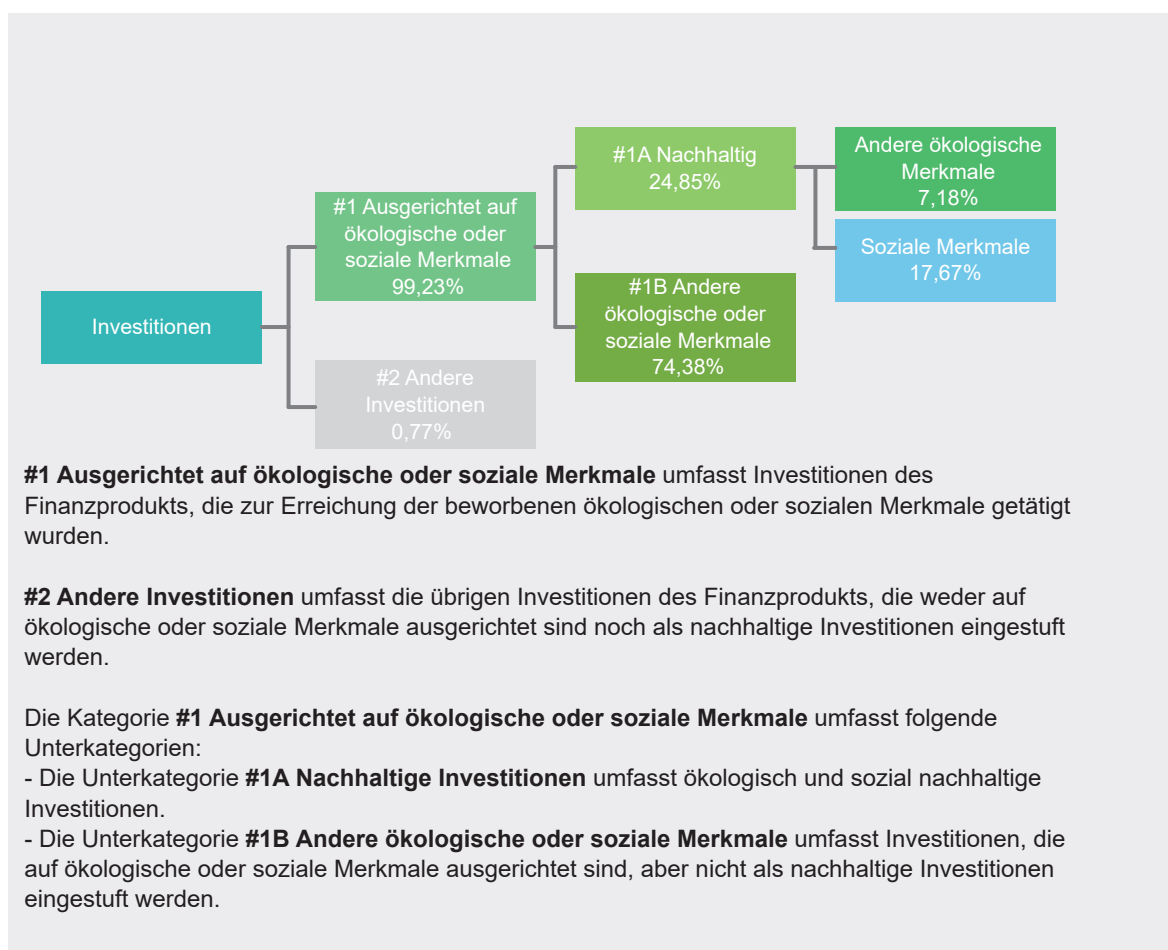 #1A Nachhaltig
24,85%
Andere ökologische
Merkmale
7,18%
#1 Ausgerichtet auf
ökologische oder
soziale Merkmale
99,23%
Soziale Merkmale
17,67%
#1B Andere
ökologische oder
soziale Merkmale
74,38%
Investitionen
#2 Andere
Investitionen
0,77%
#1 Ausgerichtet auf ökologische oder soziale Merkmale umfasst Investitionen des
Finanzprodukts, die zur Erreichung der beworbenen ökologischen oder sozialen Merkmale getätigt
wurden.
#2 Andere Investitionen umfasst die übrigen Investitionen des Finanzprodukts, die weder auf
ökologische oder soziale Merkmale ausgerichtet sind noch als nachhaltige Investitionen eingestuft
werden.
Die Kategorie #1 Ausgerichtet auf ökologische oder soziale Merkmale umfasst folgende
Unterkategorien:
- Die Unterkategorie #1A Nachhaltige Investitionen umfasst ökologisch und sozial nachhaltige
Investitionen.
- Die Unterkategorie #1B Andere ökologische oder soziale Merkmale umfasst Investitionen, die
auf ökologische oder soziale Merkmale ausgerichtet sind, aber nicht als nachhaltige Investitionen
eingestuft werden.